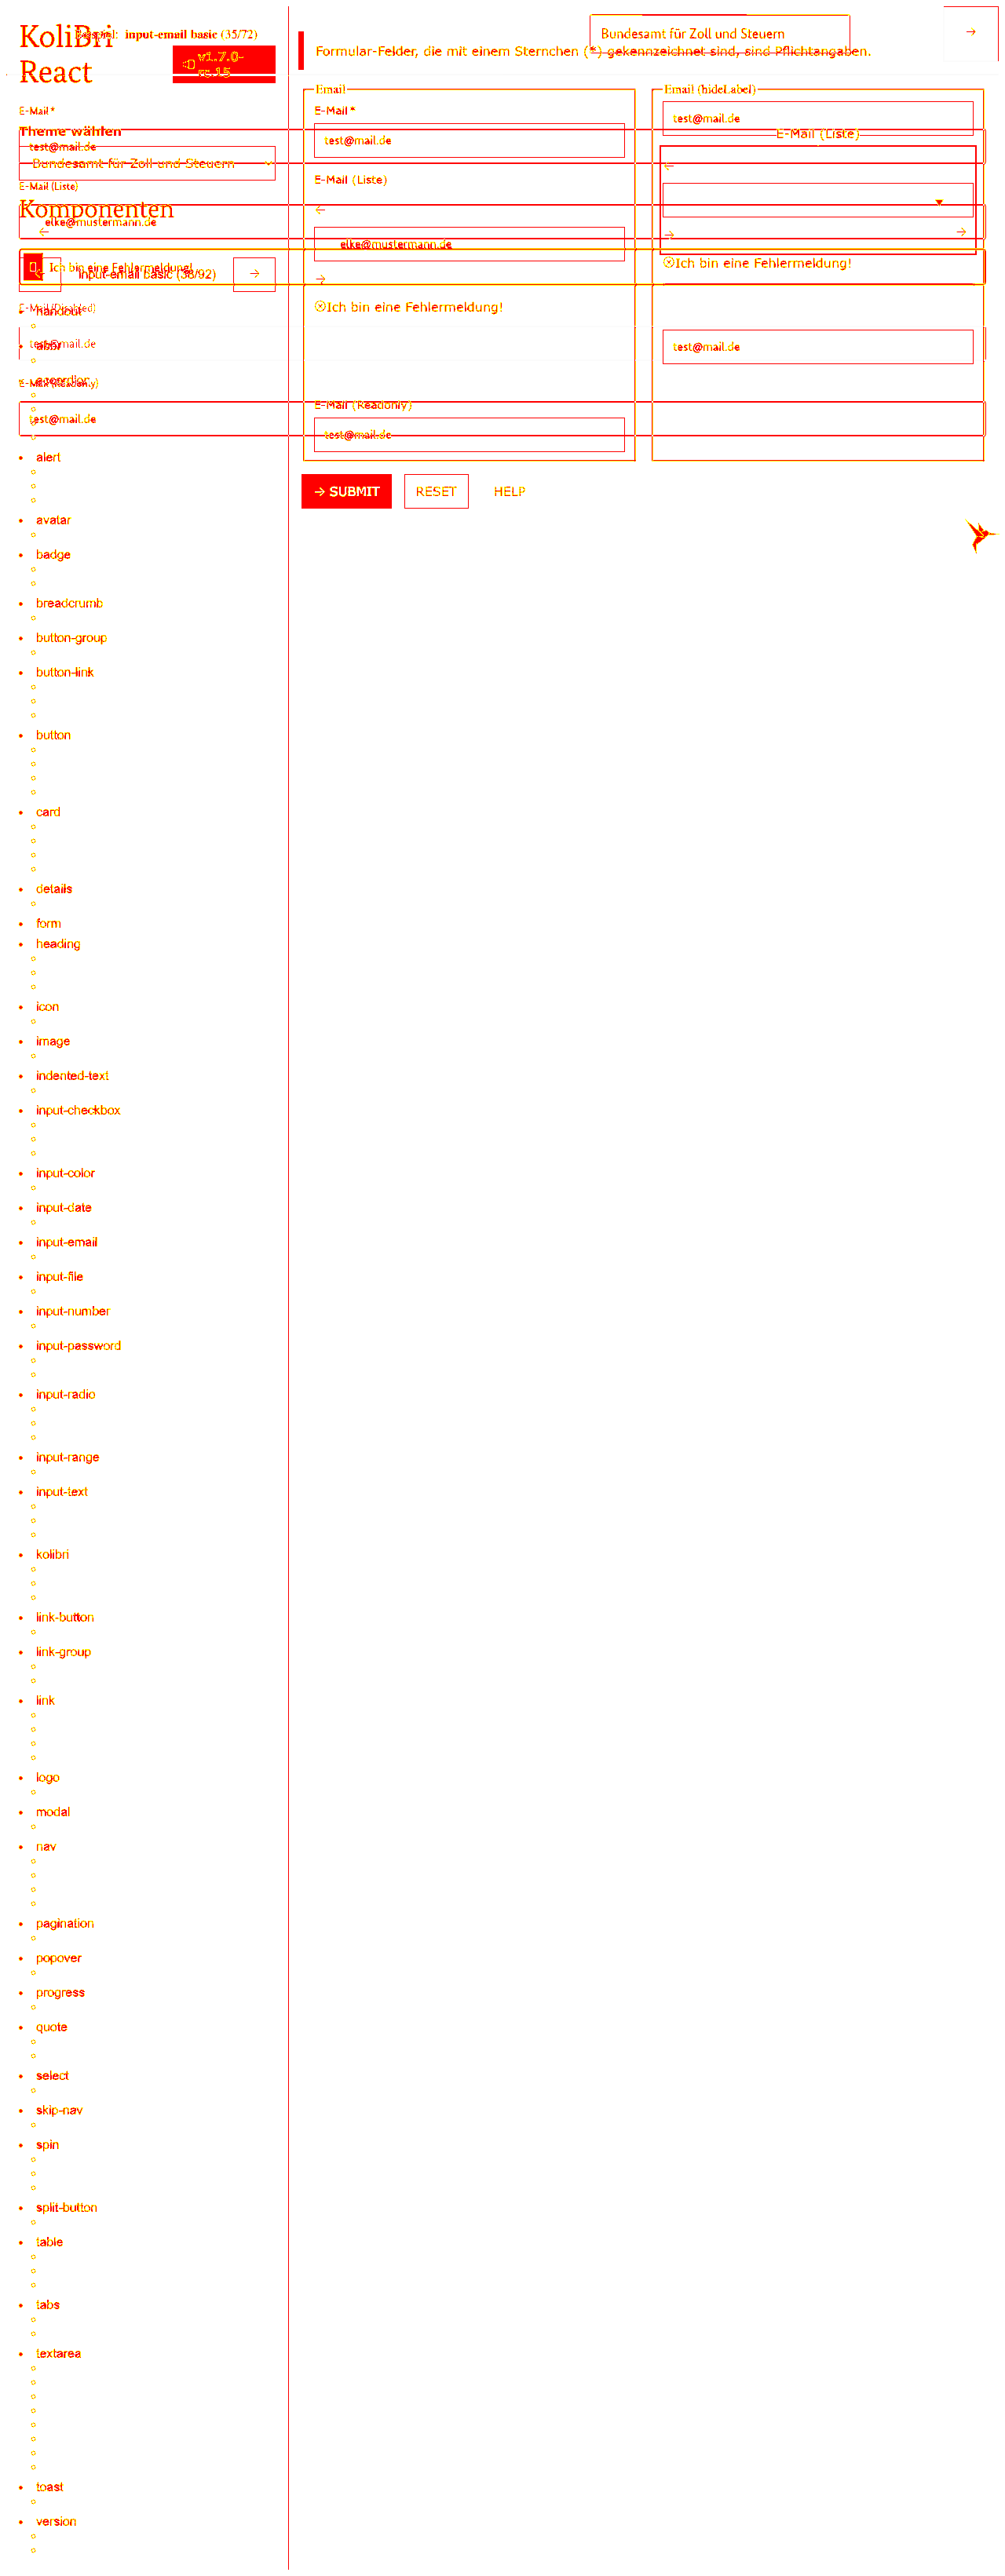 KoliBri
React
Beispiel: input-email basic (35/72)
v1.7.0-
rc.15
Bundesamt für Zoll und Steuern
Formular-Felder, die mit einem Sternchen (*) gekennzeichnet sind, sind Pflichtangaben.
E-Mail *
Theme wählen
test@mail.de
Bundesamt für Zoll und Steuern
E-Mail (Liste)
Komponenten
elke@mustermann.de
Ich bin eine Fehlermeldung!
input-email basic (38/92)
E-Mail (Disabled)
handout
test@mail.de
abbr
accordion
E-Mail (Readonly)
test@mail.de
alert
avatar
badge
breadcrumb
button-group
button-link
button
card
details
form
heading
icon
image
indented-text
input-checkbox
input-color
input-date
input-email
input-file
input-number
input-password
input-radio
input-range
input-text
kolibri
link-button
link-group
link
logo
modal
nav
pagination
popover
progress
quote
select
skip-nav
spin
split-button
table
tabs
textarea
toast
version
Email
E-Mail *
test@mail.de
E-Mail (Liste)
elke@mustermann.de
Ich bin eine Fehlermeldung!
E-Mail (Readonly)
test@mail.de
Email (hideLabel)
test@mail.de
E-Mail (Liste)
Ich bin eine Fehlermeldung!
test@mail.de
SUBMIT
RESET
HELP